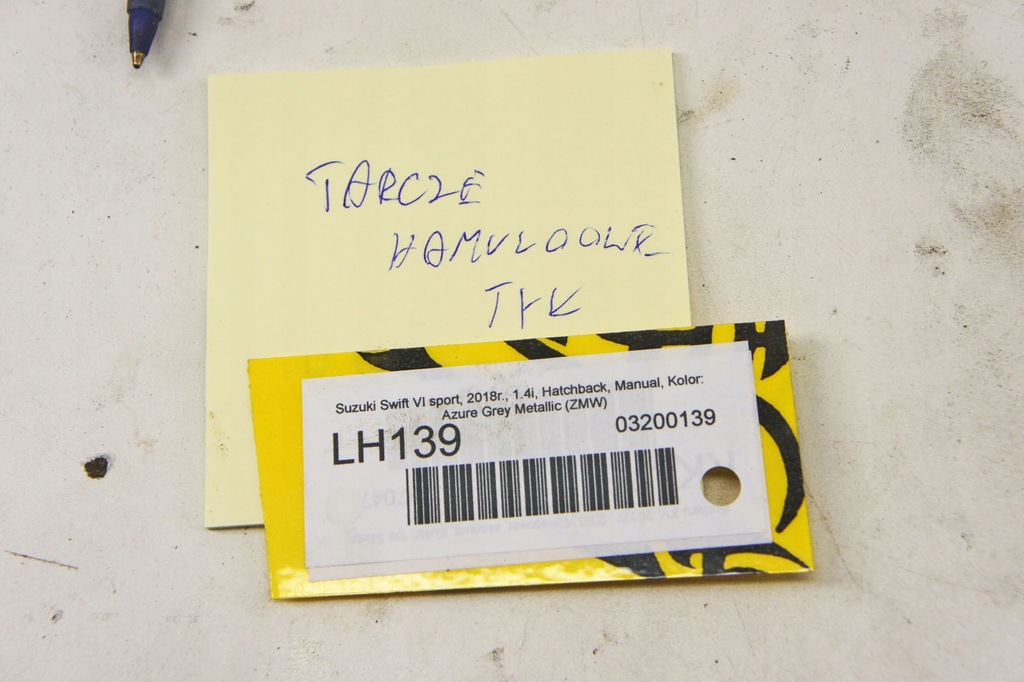 TARCZE
HAMULCOWE
TYŁ
Suzuki Swift VI sport, 2018r., 1.4i, Hatchback, Manual, Kolor:
Azure Grey Metallic (ZMW)
LH139
03200139